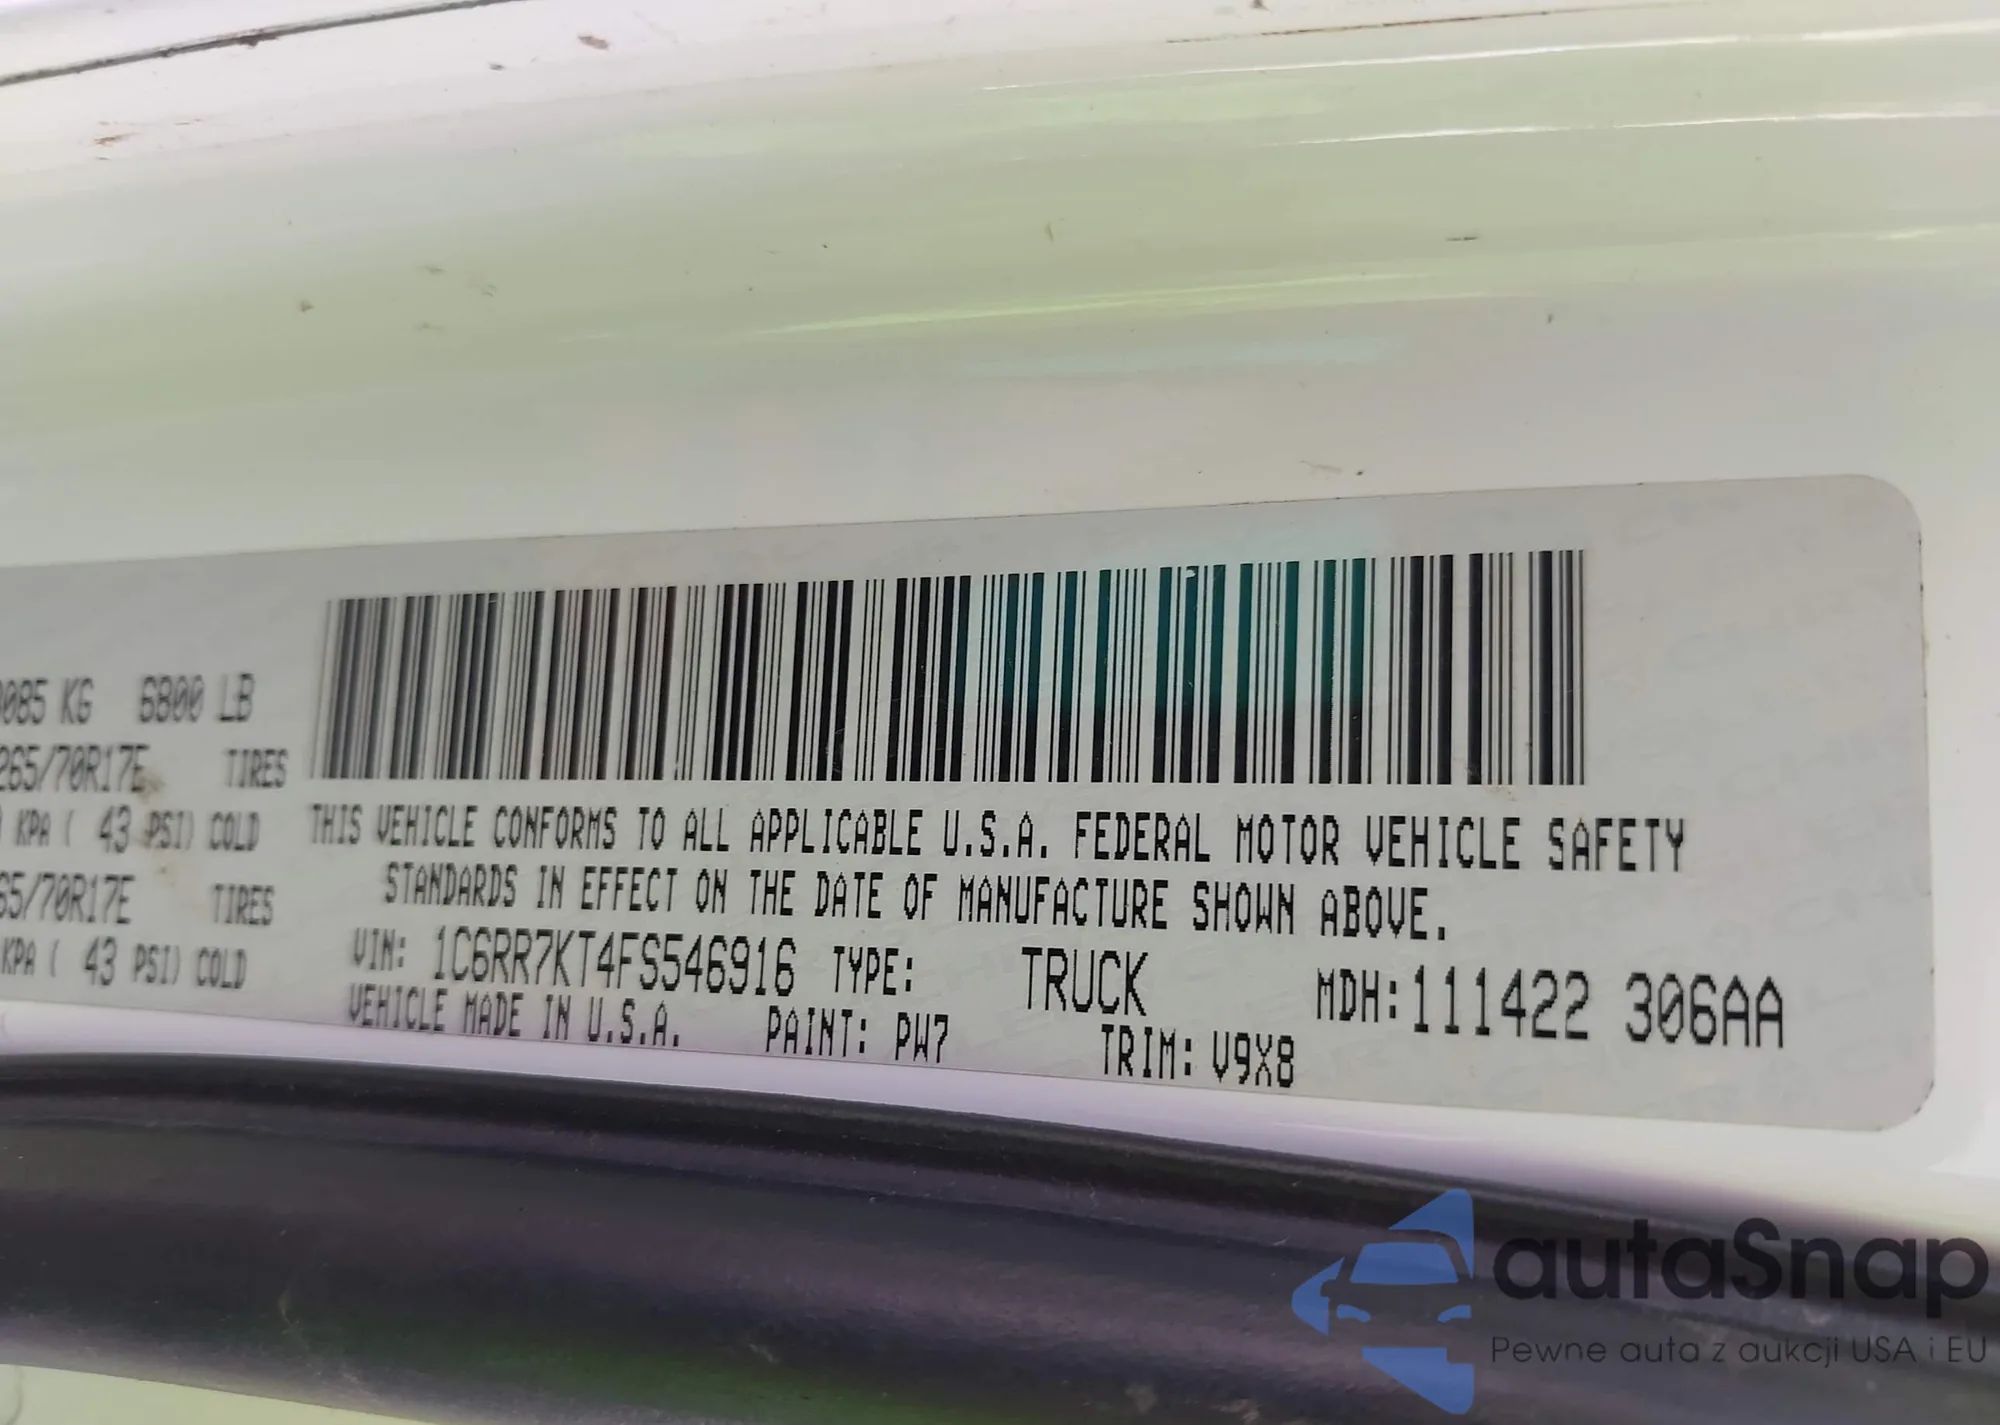 085 KG 6800 LB
265/70R17E TIRES
KPA ( 43 PSI) COLD
65/70R17E TIRES
KPA ( 43 PSI) COLD
THIS VEHICLE CONFORMS TO ALL APPLICABLE U.S.A. FEDERAL MOTOR VEHICLE SAFETY
STANDARDS IN EFFECT ON THE DATE OF MANUFACTURE SHOWN ABOVE.
VIN: 1C6RR7KT4FS546916 TYPE: TRUCK MDH:111422 306AA
VEHICLE MADE IN U.S.A. PAINT: PW7 TRIM: V9X8
autaSnap
Pewne auta z aukcji USA i EU